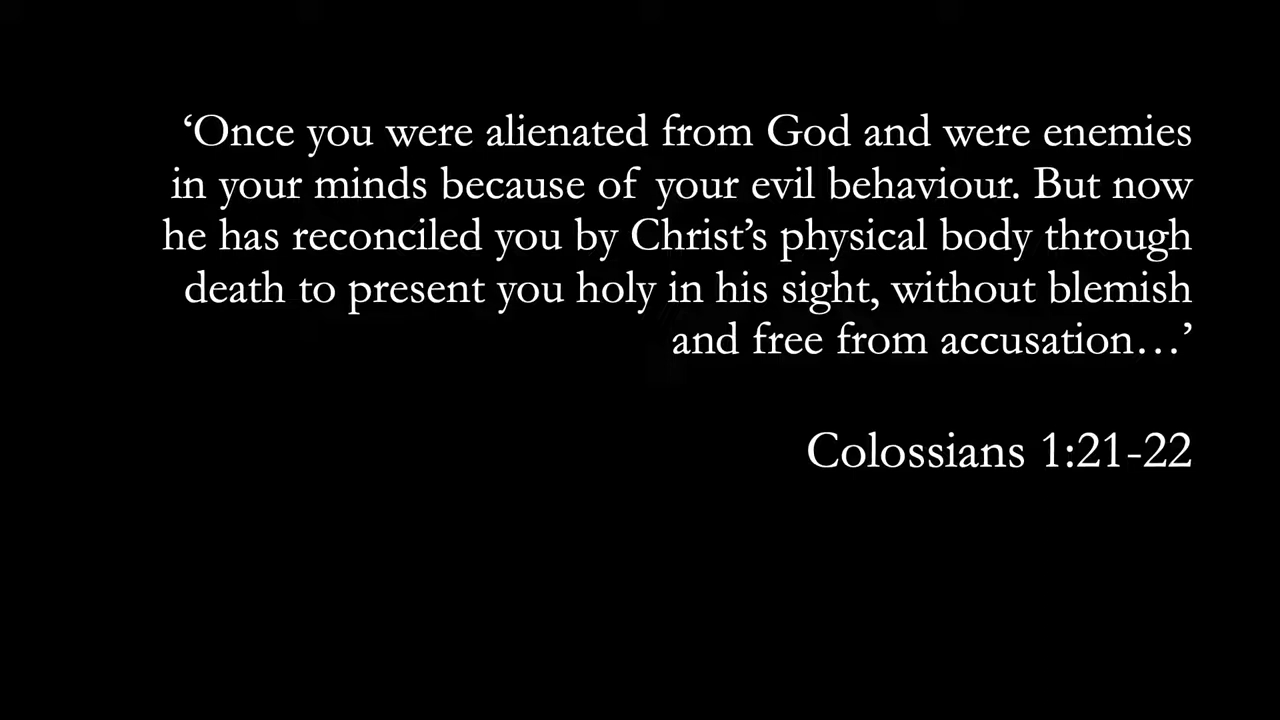 ‘Once you were alienated from God and were enemies
in your minds because of your evil behaviour. But now
he has reconciled you by Christ’s physical body through
death to present you holy in his sight, without blemish
and free from accusation…’
Colossians 1:21-22